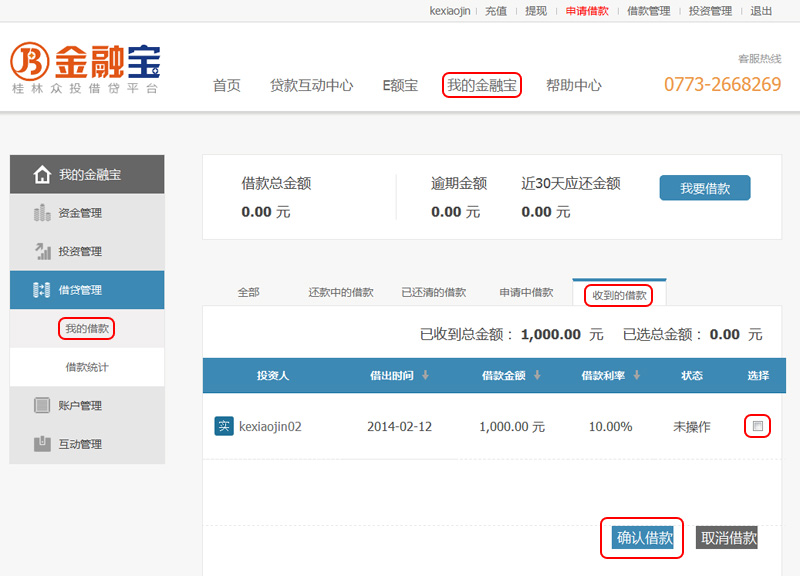 kexiaojin 充值 提现 申请借款 借款管理 投资管理 退出
金融宝
桂林众投借贷平台
客服热线
首页 贷款互动中心 E额宝 我的金融宝 帮助中心 0773-2668269
我的金融宝
资金管理
投资管理
借贷管理
我的借款
借款统计
账户管理
互动管理
借款总金额 逾期金额 近30天应还金额 我要借款
0.00 元 0.00 元 0.00 元
全部 还款中的借款 已还清的借款 申请中借款 收到的借款
已收到总金额： 1,000.00 元 已选总金额： 0.00 元
投资人 借出时间 借款金额 借款利率 状态 选择
实 kexiaojin02 2014-02-12 1,000.00 元 10.00% 未操作
确认借款 取消借款